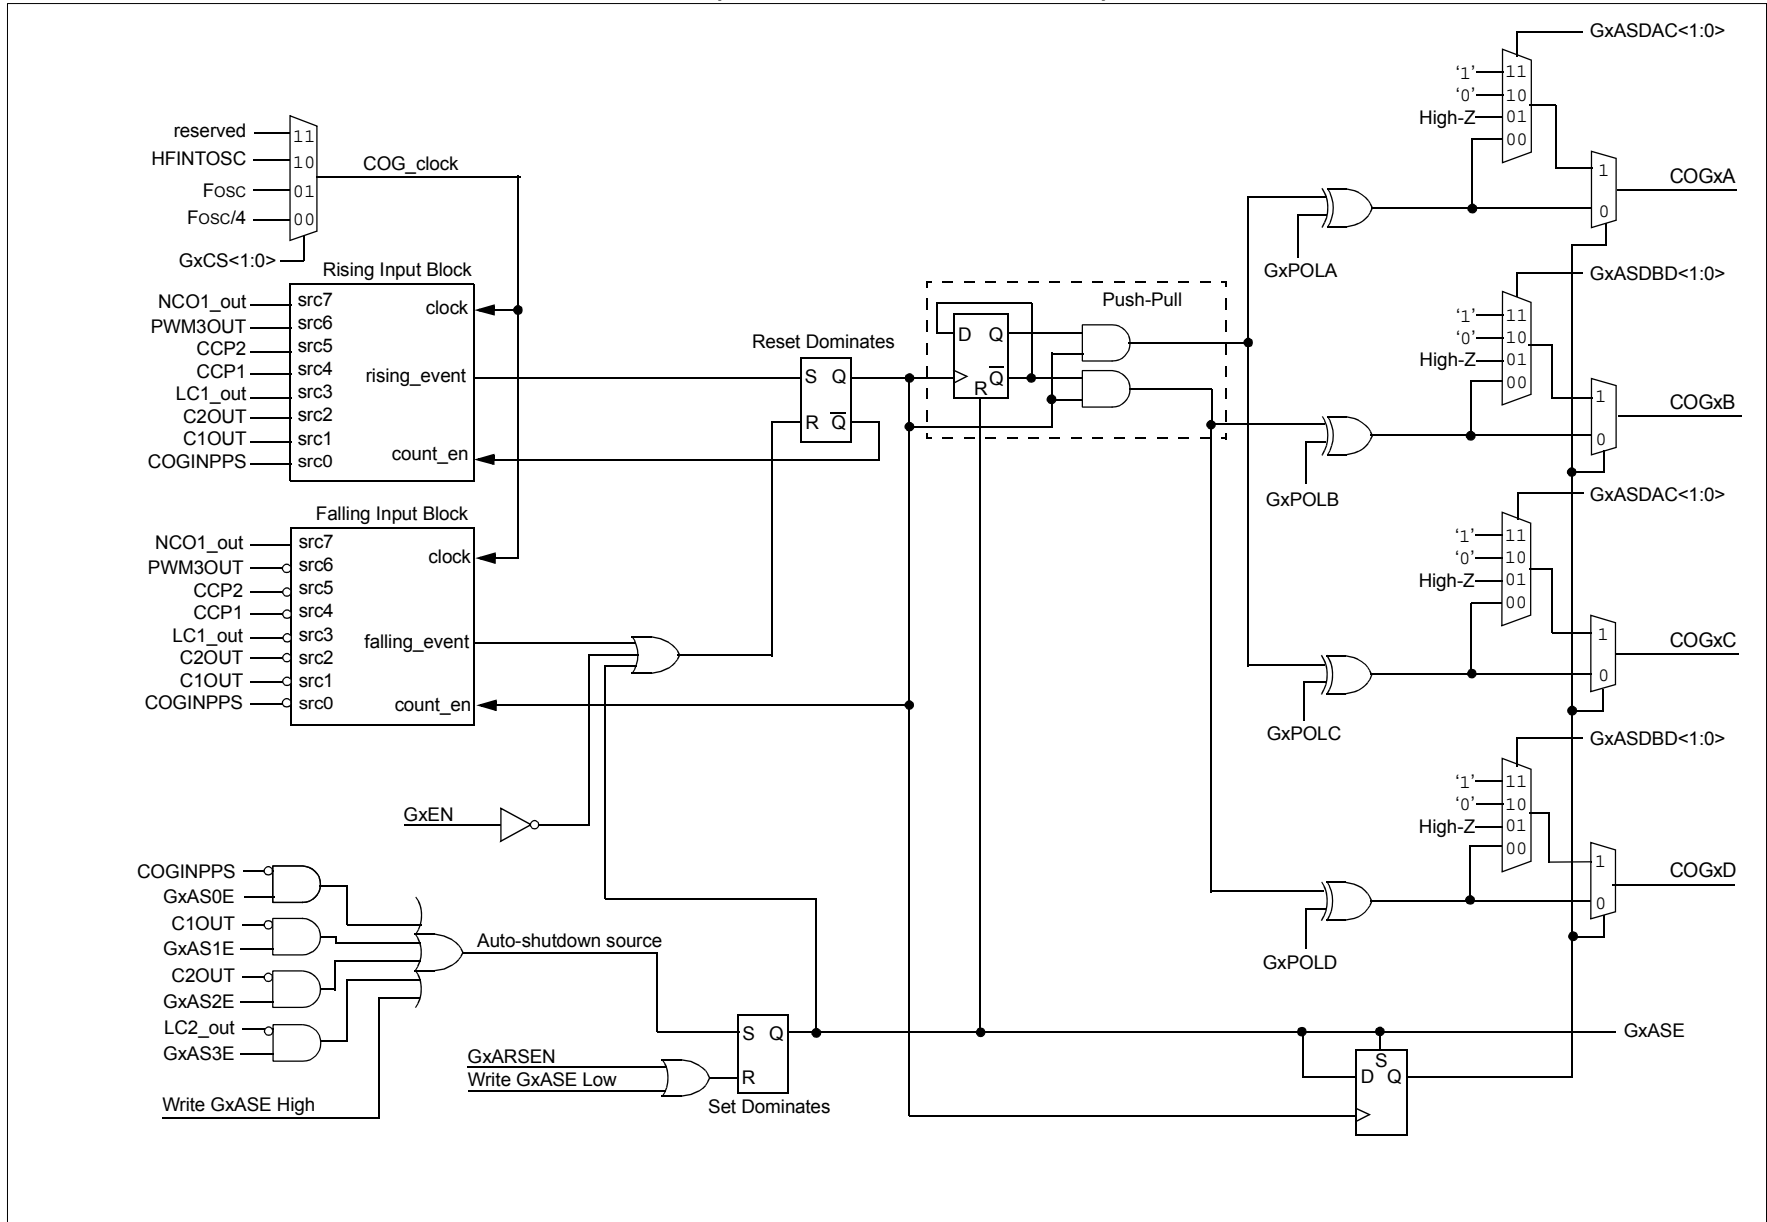 GxASDAC<1:0>
‘1’ 11
‘0’ 10
High-Z 01
00
1
0
COGxA
GxPOLA
reserved 11
HFINTOSC 10
FOSC 01
FOSC/4 00
GxCS<1:0>
COG_clock
Rising Input Block
NCO1_out src7
PWM3OUT src6
CCP2 src5
CCP1 src4
LC1_out src3
C2OUT src2
C1OUT src1
COGINPPS src0
clock
rising_event
count_en
Reset Dominates
S Q
R Q
Push-Pull
D Q
Q
R
GxASDBD<1:0>
‘1’ 11
‘0’ 10
High-Z 01
00
1
0
COGxB
GxPOLB
Falling Input Block
NCO1_out src7
PWM3OUT src6
CCP2 src5
CCP1 src4
LC1_out src3
C2OUT src2
C1OUT src1
COGINPPS src0
clock
falling_event
count_en
GxASDAC<1:0>
‘1’ 11
‘0’ 10
High-Z 01
00
1
0
COGxC
GxPOLC
GxEN
GxASDBD<1:0>
‘1’ 11
‘0’ 10
High-Z 01
00
1
0
COGxD
GxPOLD
COGINPPS
GxAS0E
C1OUT
GxAS1E
C2OUT
GxAS2E
LC2_out
GxAS3E
Auto-shutdown source
Write GxASE High
GxARSEN
Write GxASE Low
S Q
R
Set Dominates
GxASE
S
D Q